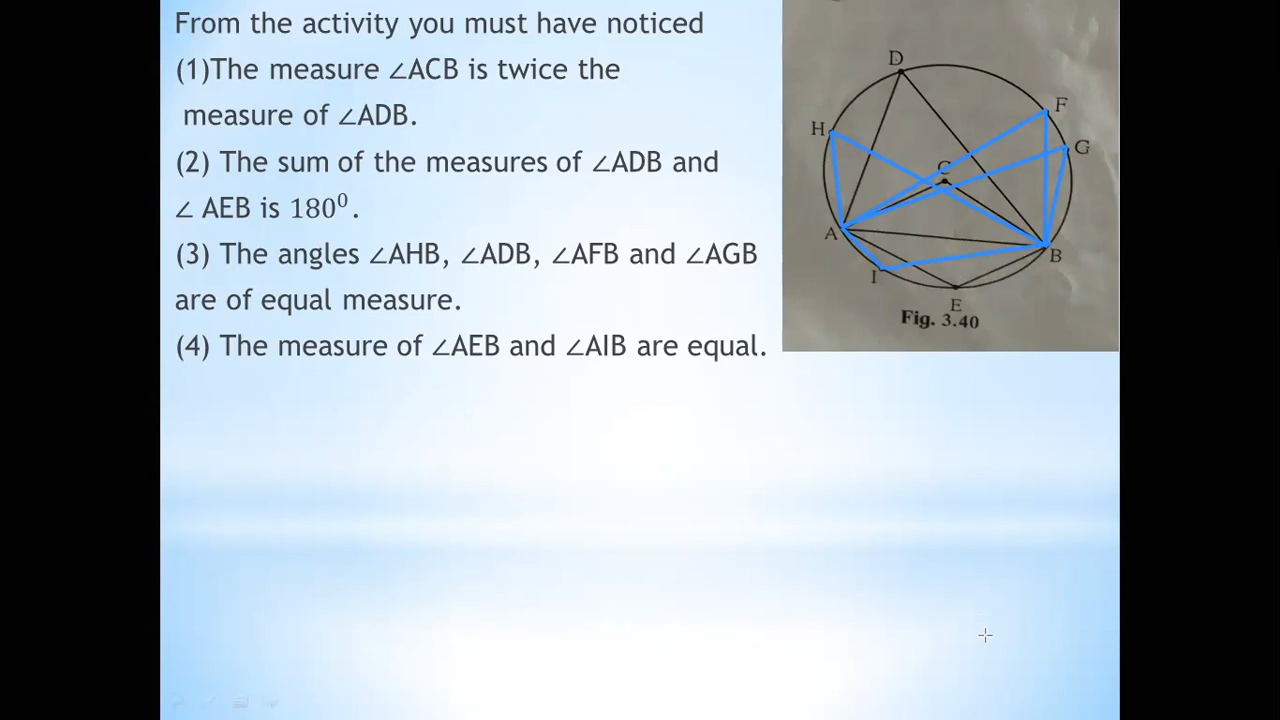 From the activity you must have noticed
(1)The measure ∠ACB is twice the
measure of ∠ADB.
(2) The sum of the measures of ∠ADB and
∠ AEB is 180⁰.
(3) The angles ∠AHB, ∠ADB, ∠AFB and ∠AGB
are of equal measure.
(4) The measure of ∠AEB and ∠AIB are equal.
D
F
H
G
C
A
B
I
E
Fig. 3.40